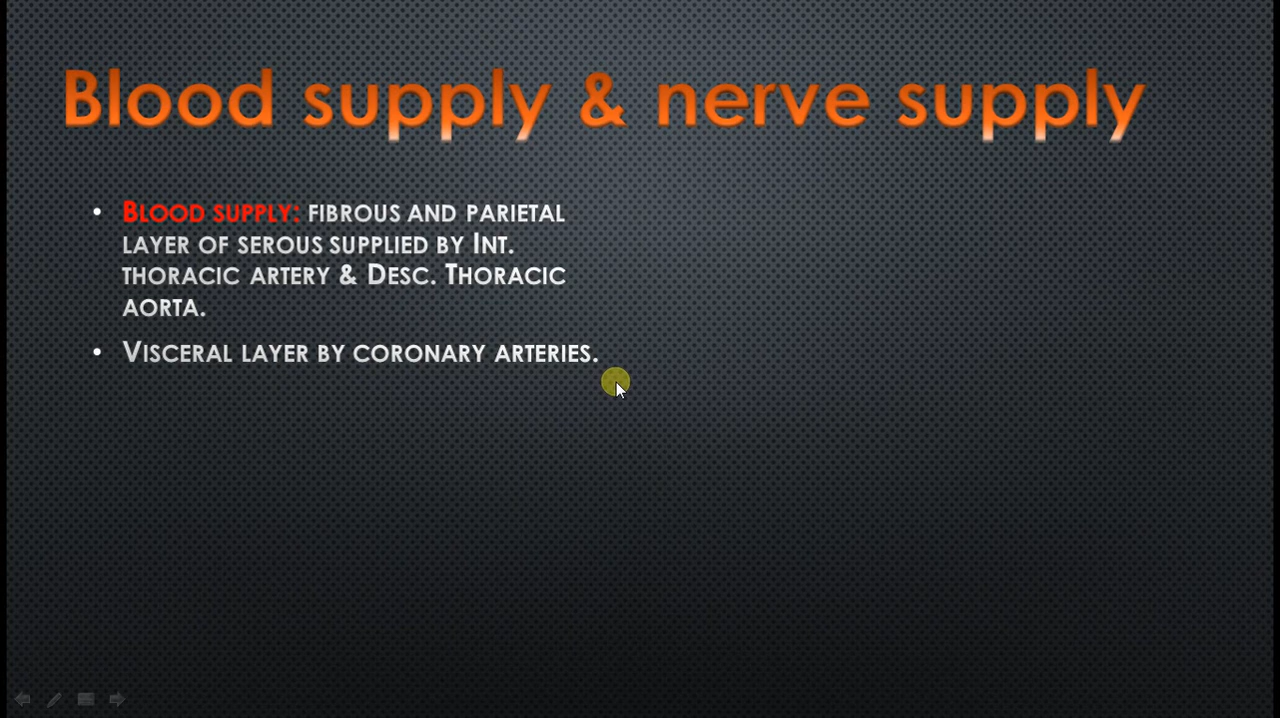 Blood supply & nerve supply
• Blood supply: fibrous and parietal
layer of serous supplied by Int.
thoracic artery & Desc. Thoracic
aorta.
• Visceral layer by coronary arteries.